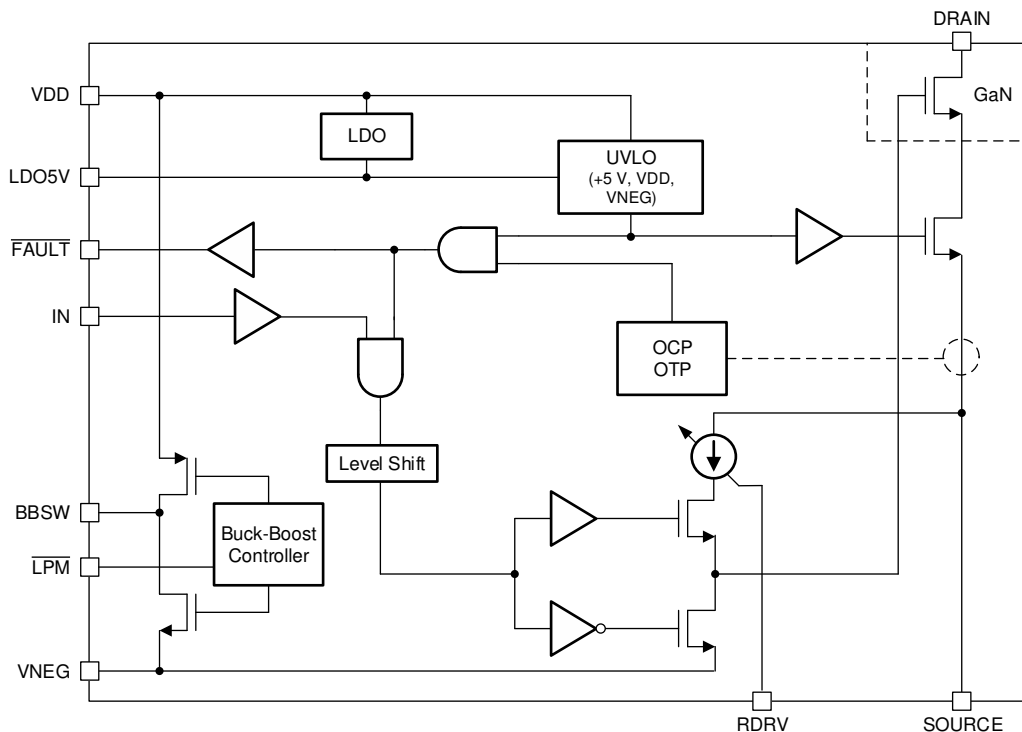 DRAIN
VDD
GaN
LDO
LDO5V
UVLO
(+5 V, VDD,
VNEG)
FAULT
IN
OCP
OTP
Level Shift
BBSW
Buck-Boost
Controller
LPM
VNEG
RDRV
SOURCE